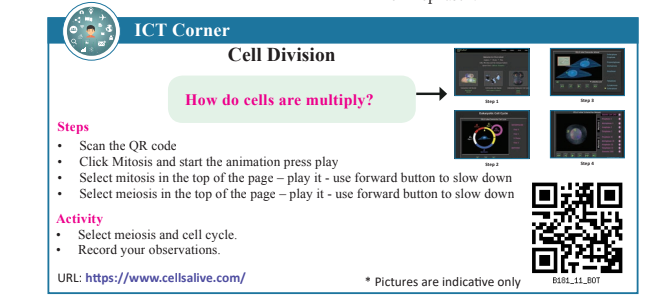 ICT Corner
Cell Division
How do cells are multiply?
Step 1
Step 3
Step 2
Step 4
Steps
• Scan the QR code
• Click Mitosis and start the animation press play
• Select mitosis in the top of the page – play it - use forward button to slow down
• Select meiosis in the top of the page – play it - use forward button to slow down
Activity
• Select meiosis and cell cycle.
• Record your observations.
URL: https://www.cellsalive.com/
* Pictures are indicative only
B181_11_BOT